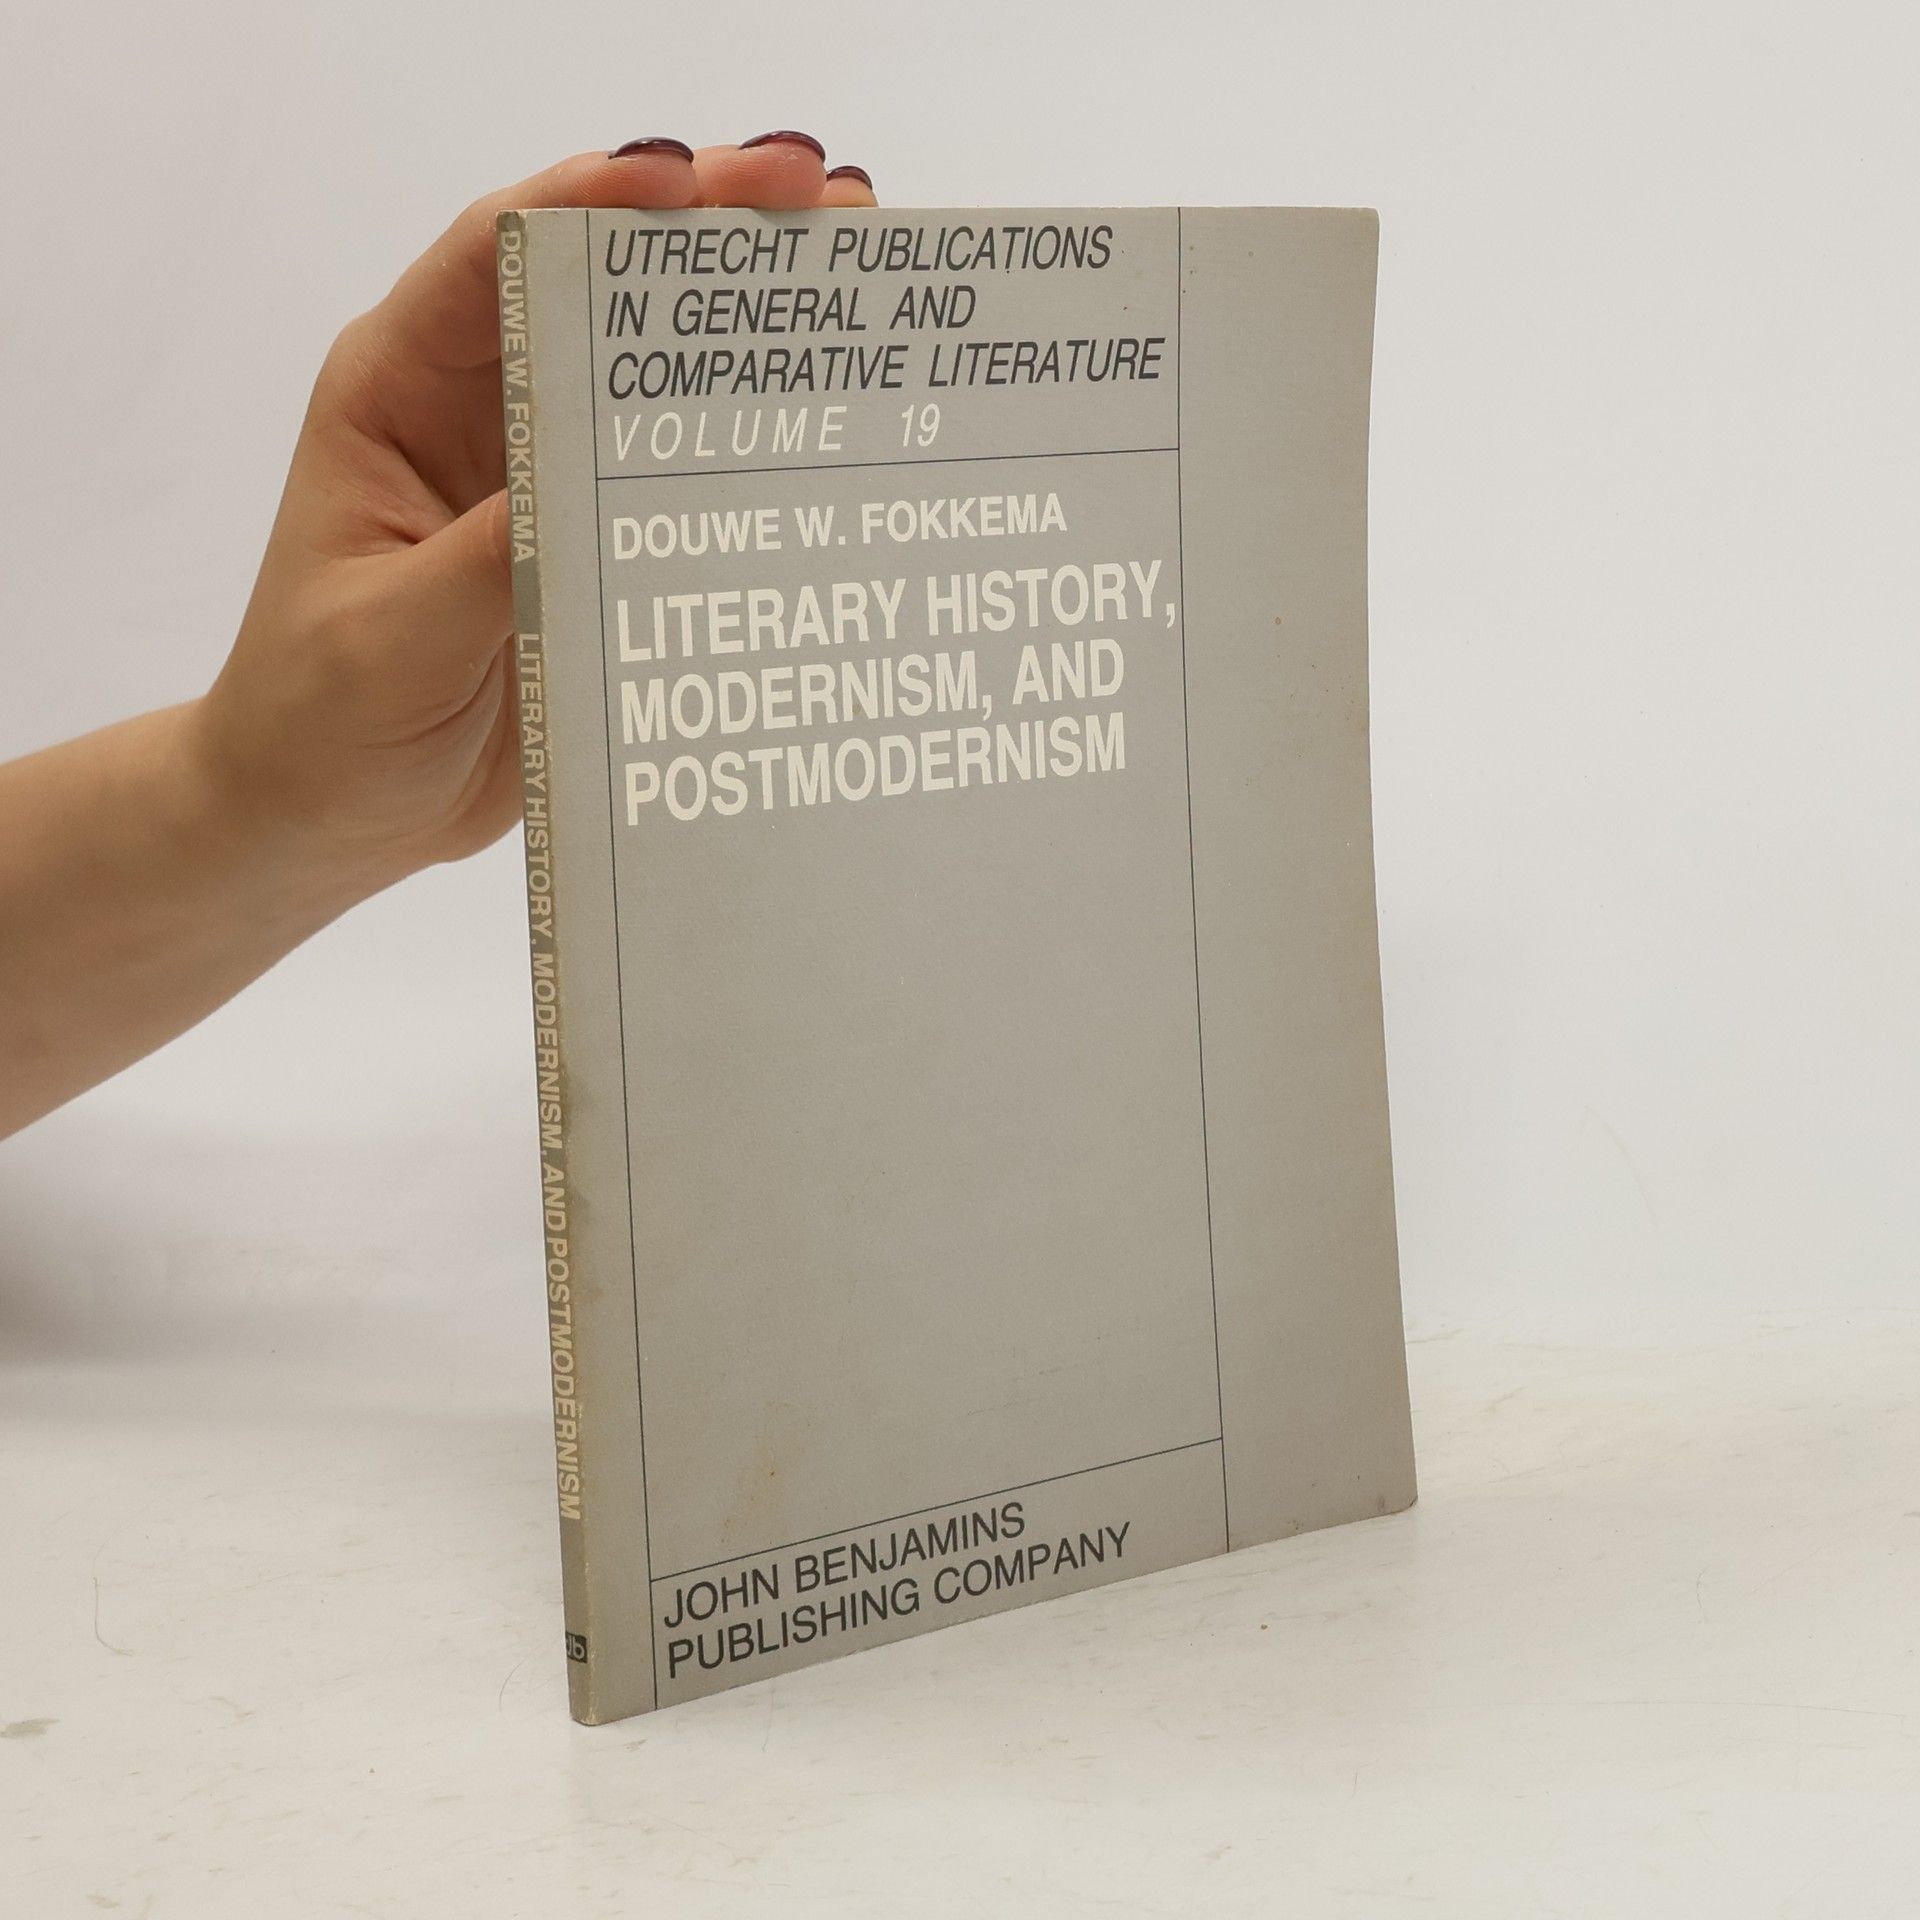 UTRECHT PUBLICATIONS
IN GENERAL AND
COMPARATIVE LITERATURE
VOLUME 19
DOUWE W. FOKKEMA
LITERARY HISTORY,
MODERNISM, AND
POSTMODERNISM
JOHN BENJAMINS
PUBLISHING COMPANY
DOUWE W. FOKKEMA LITERARY HISTORY, MODERNISM, AND POSTMODERNISM